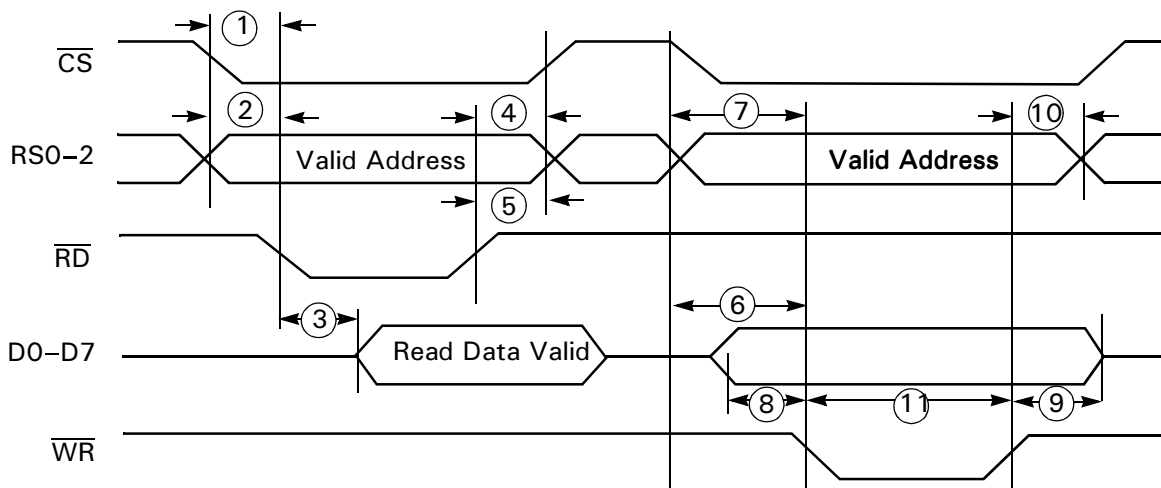 ①
CS
② ④ ⑦ ⑩
RS0–2 Valid Address Valid Address
⑤
RD
③ ⑥
D0–D7 Read Data Valid
⑧ ⑪ ⑨
WR